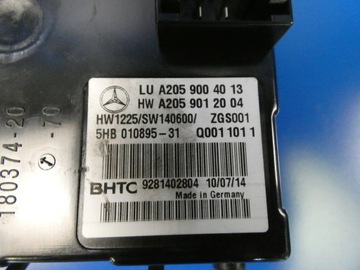 LU A205 900 40 13
HW A205 901 20 04
HW1225/SW140600/ ZGS001
5HB 010895-31 Q001101 1
BHTC 9281402804 10/07/14
Made in Germany
180374-20
-70